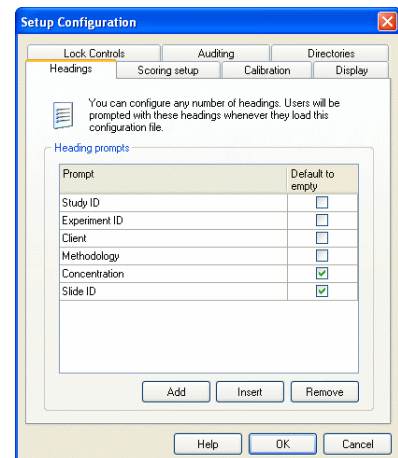 Setup Configuration
Lock Controls Auditing Directories
Headings Scoring setup Calibration Display
You can configure any number of headings. Users will be
prompted with these headings whenever they load this
configuration file.
Heading prompts
Prompt Default to
empty
Study ID
Experiment ID
Client
Methodology
Concentration
Slide ID
Add Insert Remove
Help OK Cancel